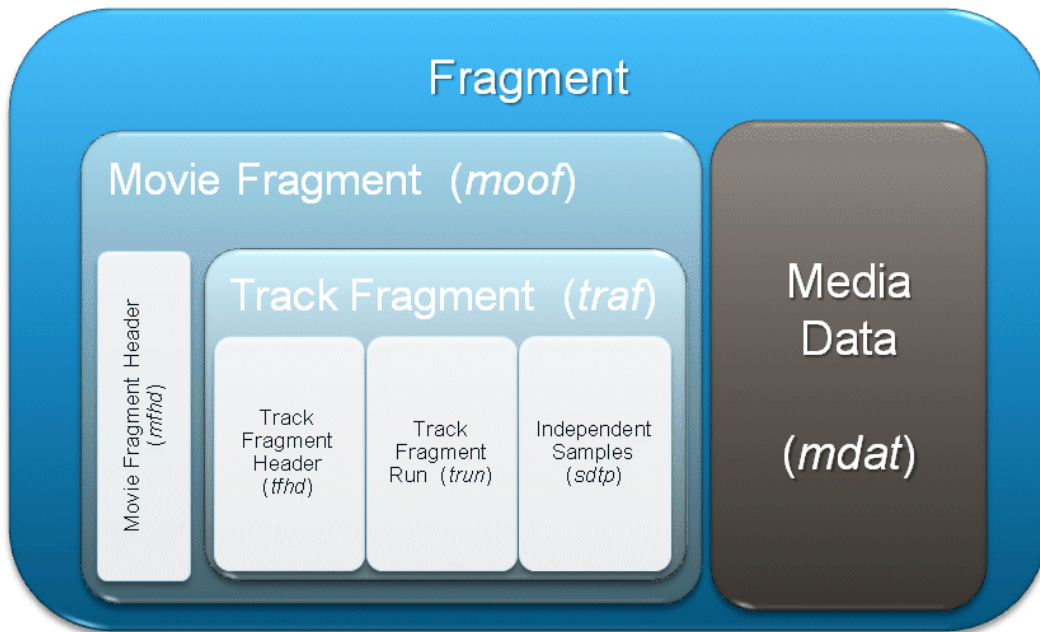 Fragment
Movie Fragment (moof)
Movie Fragment Header
(mfhd)
Track Fragment (traf)
Track
Fragment
Header
(tfhd)
Track
Fragment
Run (trun)
Independent
Samples
(sdtp)
Media
Data
(mdat)